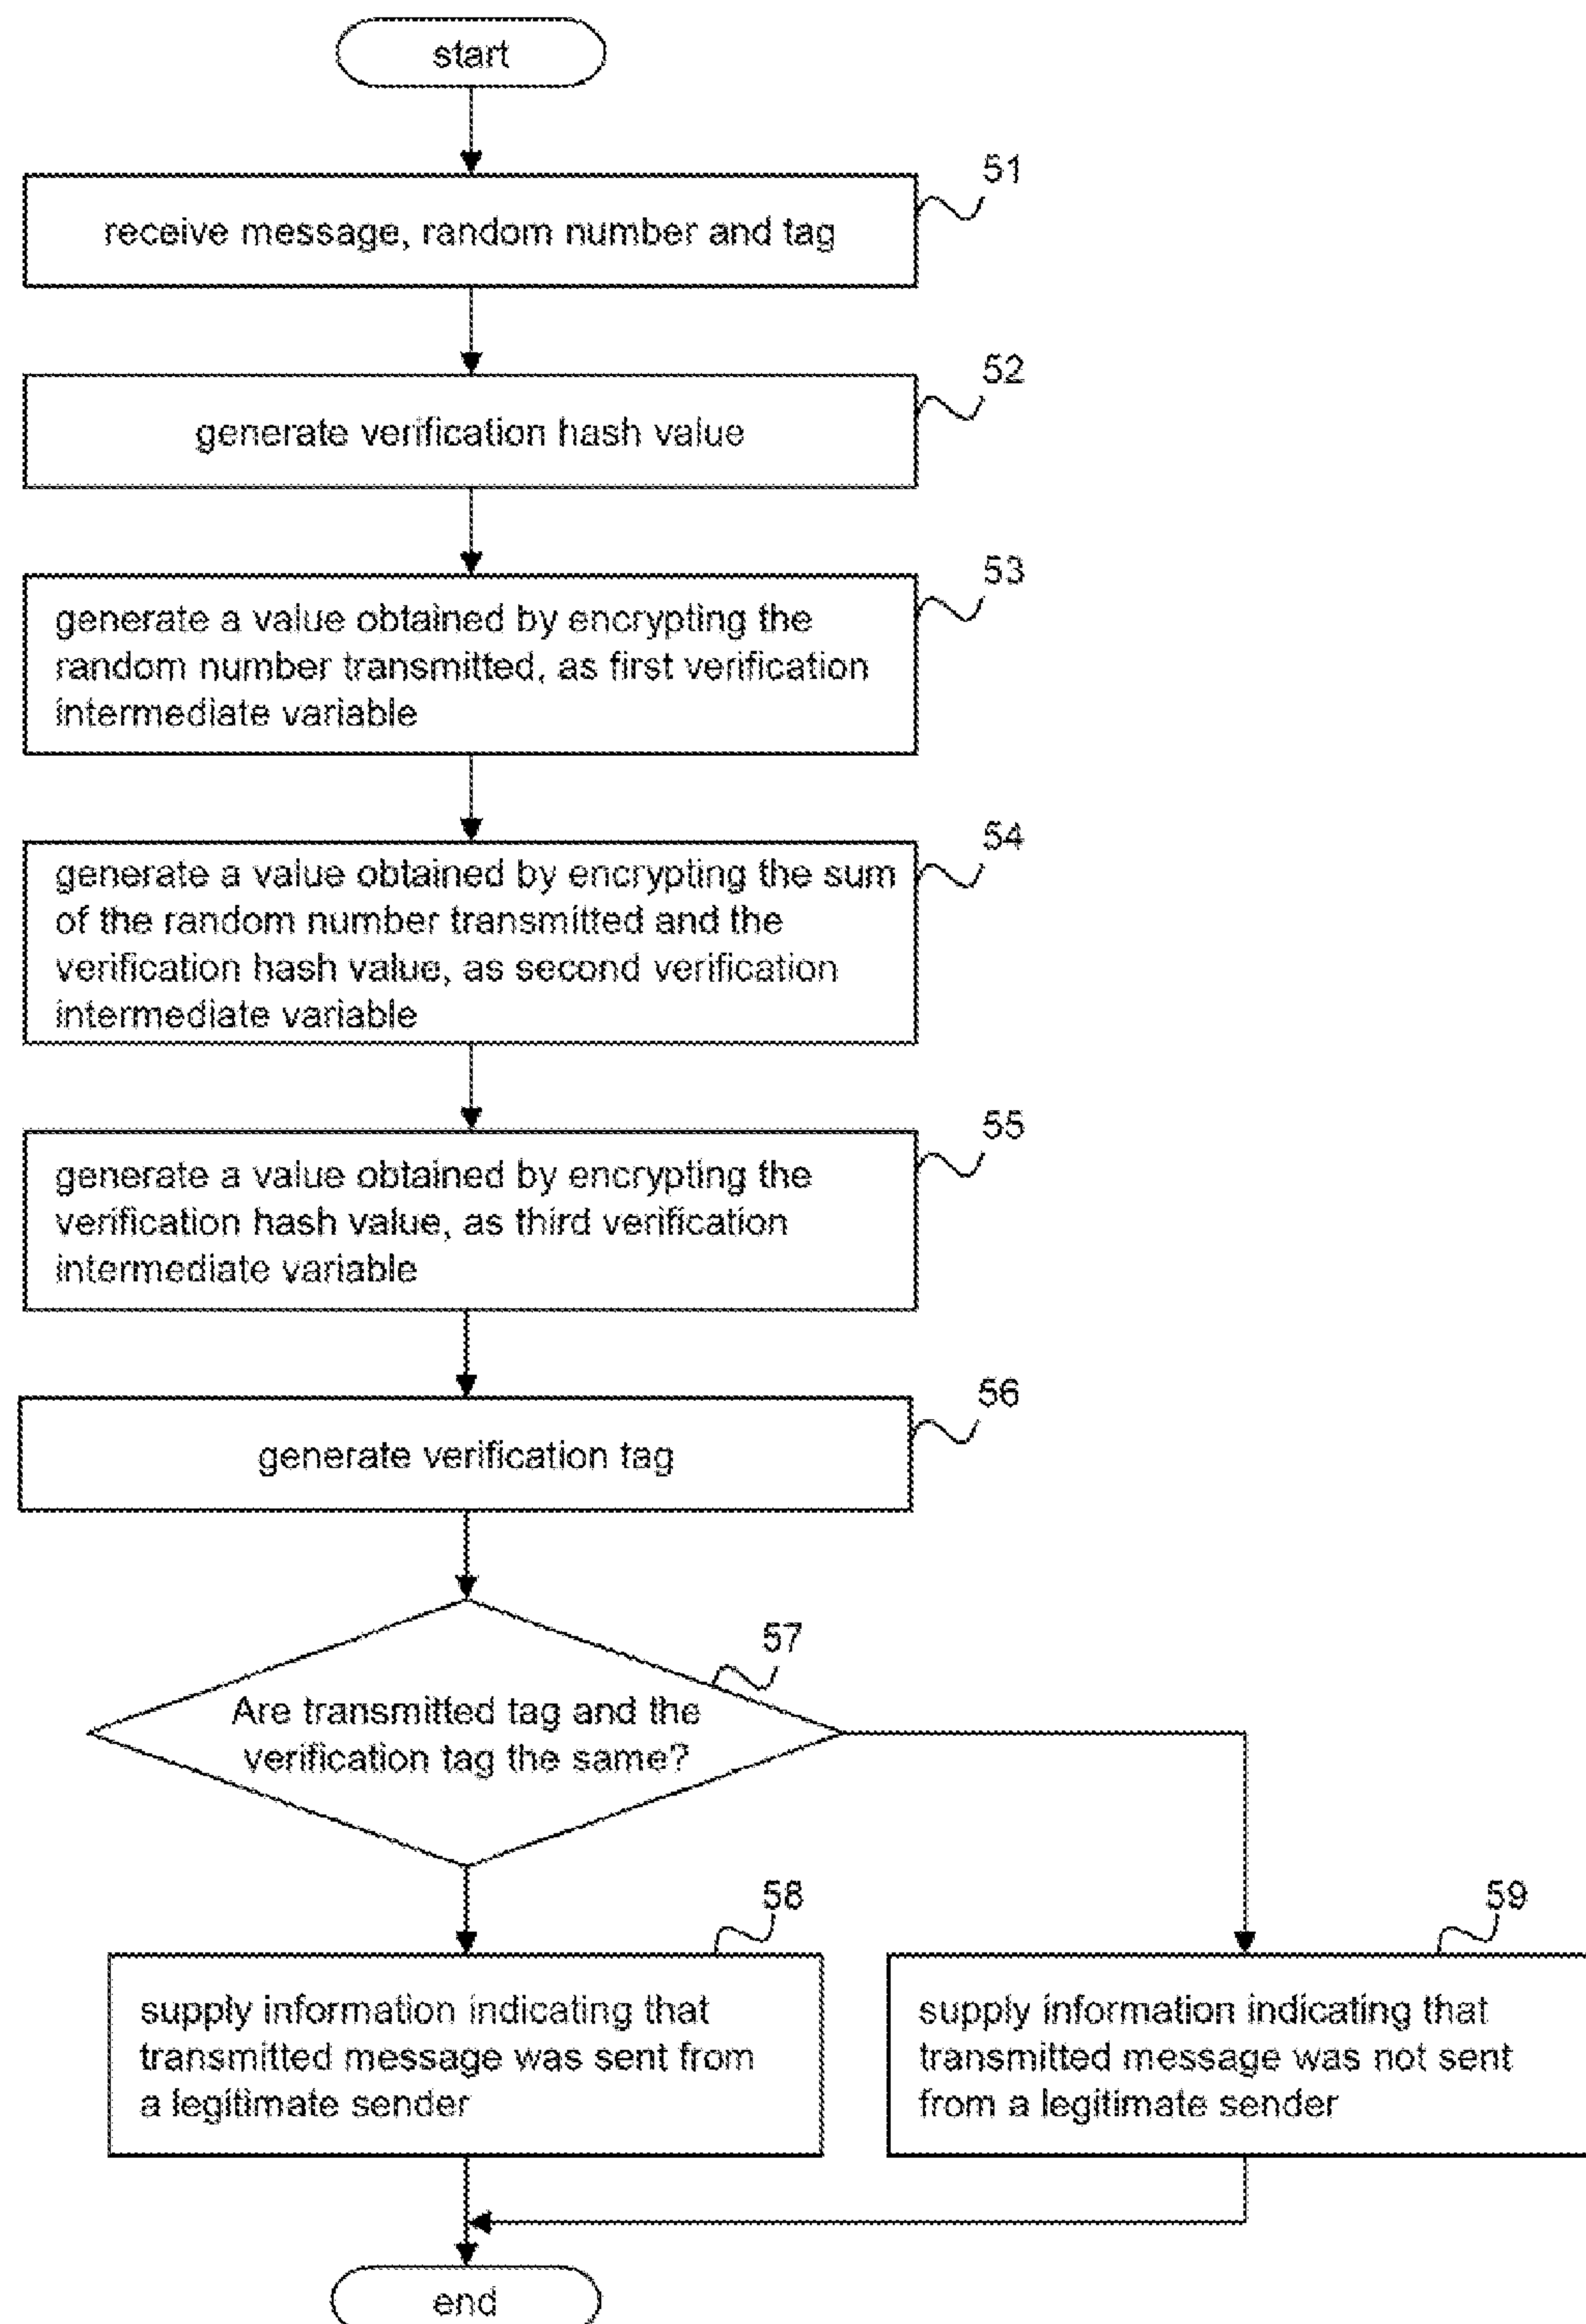 start
51
receive message, random number and tag
52
generate verification hash value
53
generate a value obtained by encrypting the
random number transmitted, as first verification
intermediate variable
54
generate a value obtained by encrypting the sum
of the random number transmitted and the
verification hash value, as second verification
intermediate variable
55
generate a value obtained by encrypting the
verification hash value, as third verification
intermediate variable
56
generate verification tag
57
Are transmitted tag and the
verification tag the same?
58
supply information indicating that
transmitted message was sent from
a legitimate sender
59
supply information indicating that
transmitted message was not sent
from a legitimate sender
end